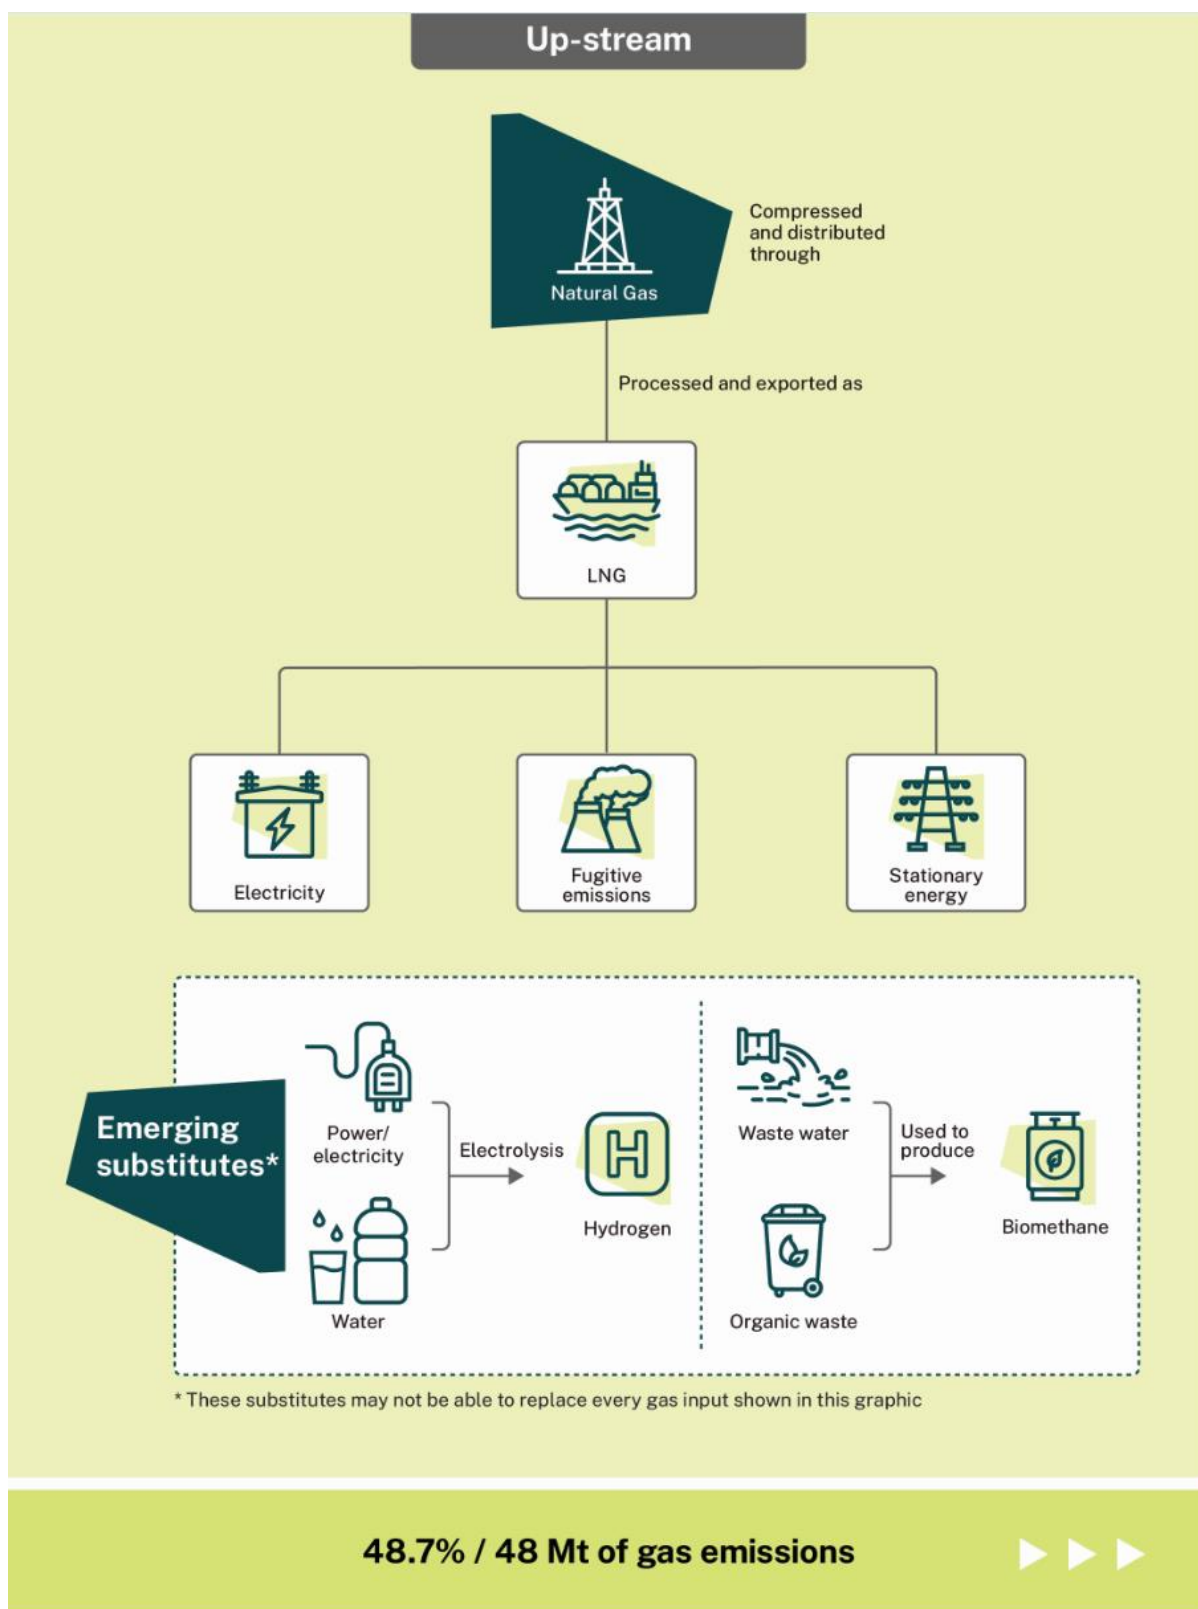 Up-stream
Natural Gas
Compressed
and distributed
through
Processed and exported as
LNG
Electricity
Fugitive
emissions
Stationary
energy
Emerging
substitutes*
Power/
electricity
Water
Electrolysis
H
Hydrogen
Waste water
Organic waste
Used to
produce
Biomethane
* These substitutes may not be able to replace every gas input shown in this graphic
48.7% / 48 Mt of gas emissions